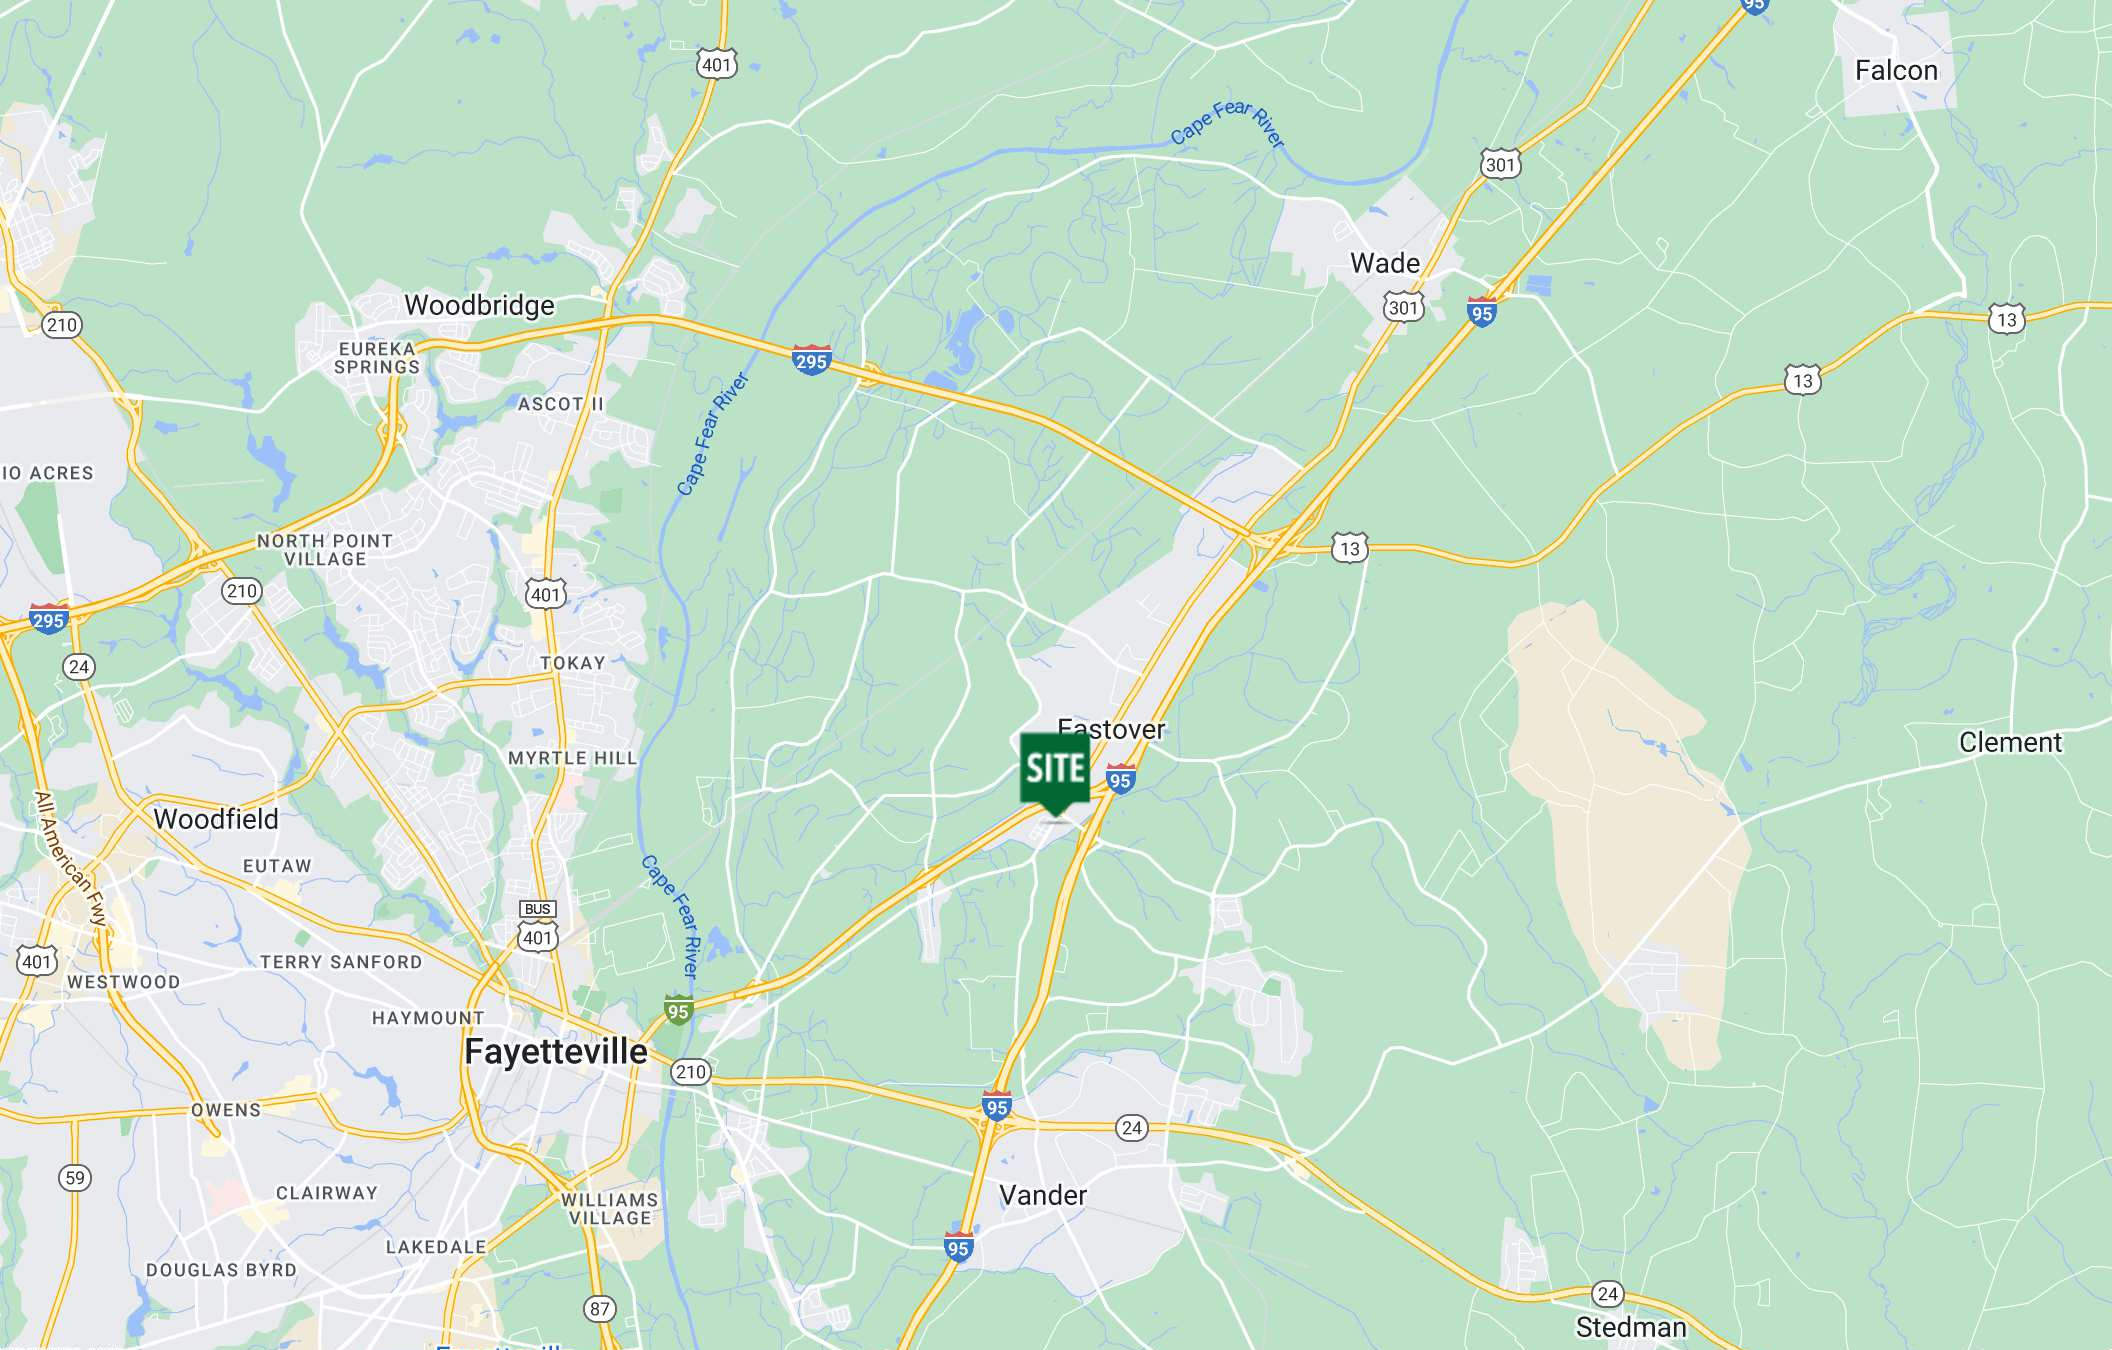 95
401
Falcon
Cape Fear River
301
Wade
301
95
13
Woodbridge
210
EUREKA
SPRINGS
295
13
ASCOT II
Cape Fear River
IO ACRES
NORTH POINT
VILLAGE
13
210
401
295
24
TOKAY
Eastover
Clement
MYRTLE HILL
SITE
95
All American Fwy
Woodfield
EUTAW
Cape Fear River
BUS
401
401
TERRY SANFORD
WESTWOOD
HAYMOUNT
95
Fayetteville
210
OWENS
95
24
59
CLAIRWAY
WILLIAMS
VILLAGE
Vander
LAKEDALE
95
DOUGLAS BYRD
87
24
Stedman